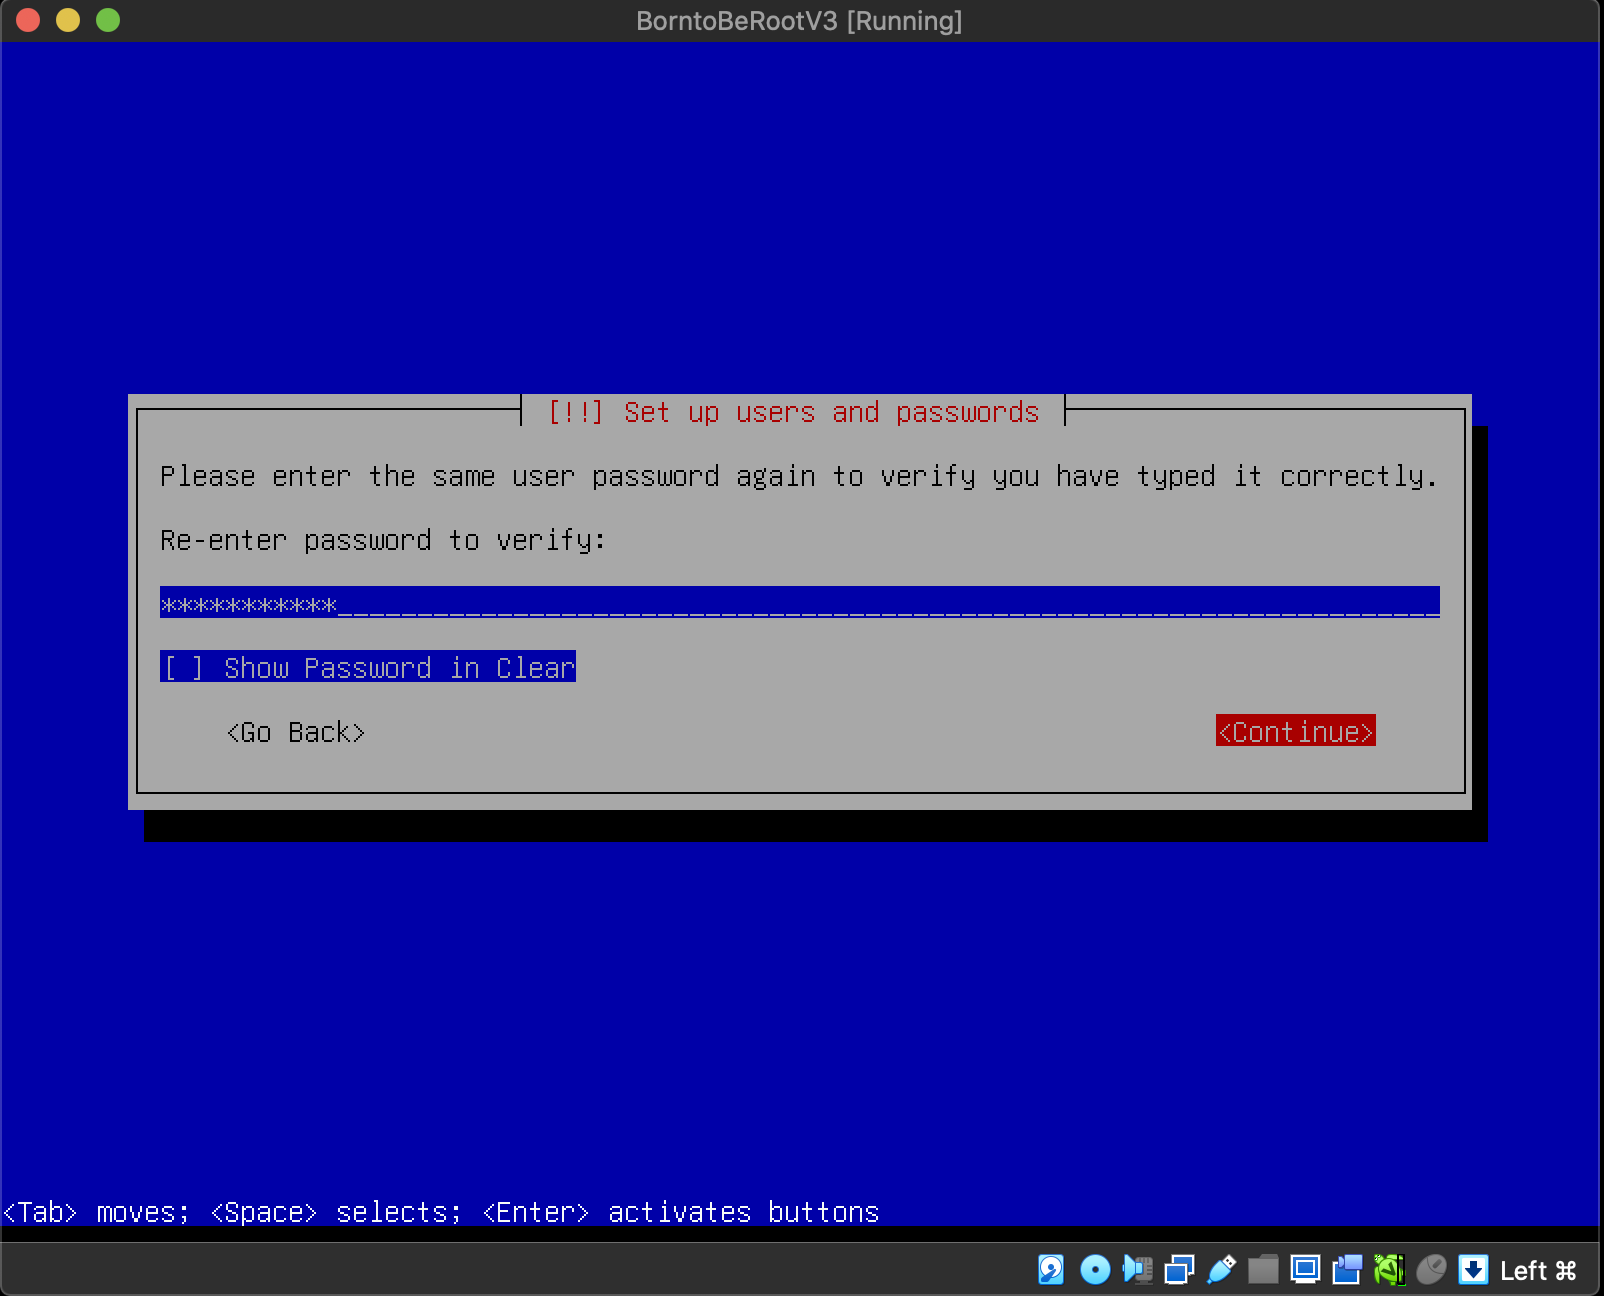 BorntoBeRootV3 [Running]
[!!] Set up users and passwords
Please enter the same user password again to verify you have typed it correctly.
Re-enter password to verify:
***********
[ ] Show Password in Clear
<Go Back>
<Continue>
<Tab> moves; <Space> selects; <Enter> activates buttons
Left ⌘